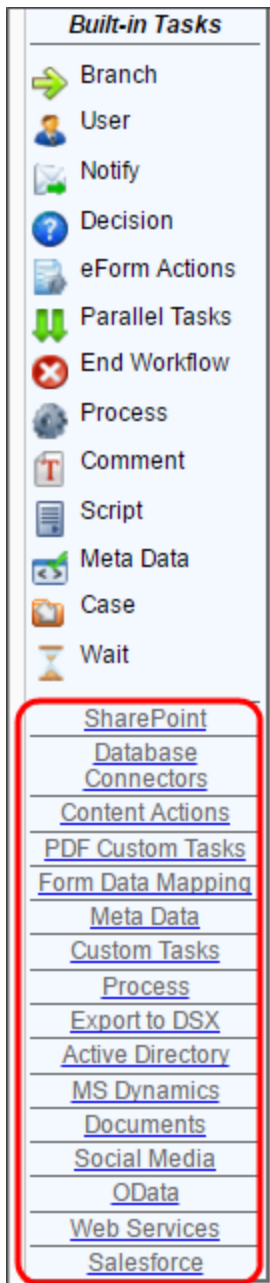 Built-in Tasks
Branch
User
Notify
Decision
eForm Actions
Parallel Tasks
End Workflow
Process
Comment
Script
Meta Data
Case
Wait
SharePoint
Database
Connectors
Content Actions
PDF Custom Tasks
Form Data Mapping
Meta Data
Custom Tasks
Process
Export to DSX
Active Directory
MS Dynamics
Documents
Social Media
OData
Web Services
Salesforce